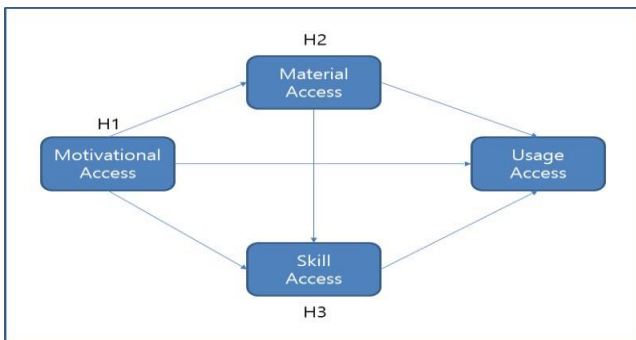 H2
Material
Access
H1
Motivational
Access
Usage
Access
Skill
Access
H3